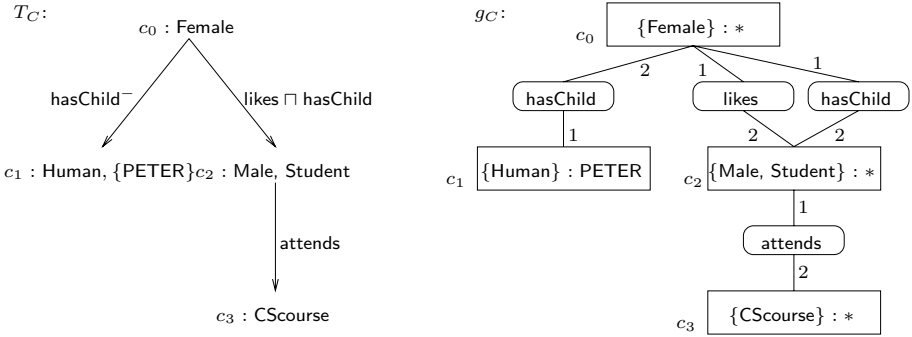 T_C:
c_0 : Female
hasChild⁻
likes ⊓ hasChild
c_1 : Human, {PETER}
c_2 : Male, Student
attends
c_3 : CScourse
g_C:
c_0
{Female} : *
2
1
1
hasChild
likes
hasChild
1
2
2
c_1
{Human} : PETER
c_2
{Male, Student} : *
1
attends
2
c_3
{CScourse} : *